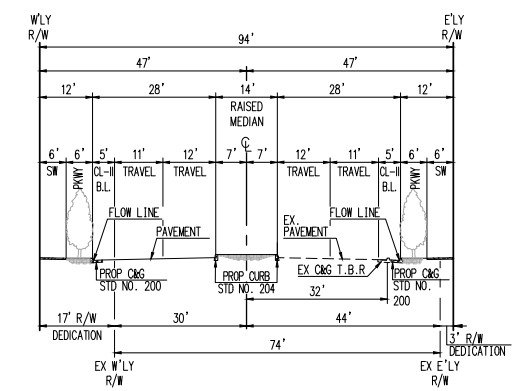 W'LY
R/W
E'LY
R/W
94'
47'
47'
12'
28'
14'
28'
12'
RAISED
MEDIAN
℄
6'
6'
5'
11'
12'
7'
7'
12'
11'
5'
6'
6'
SW
PKWY
CL-II
B.L.
TRAVEL
TRAVEL
TRAVEL
TRAVEL
CL-II
B.L.
PKWY
SW
FLOW LINE
PAVEMENT
EX.
PAVEMENT
FLOW LINE
PROP C&G
STD NO. 200
PROP CURB
STD NO. 204
EX C&G T.B.R
PROP C&G
STD NO.
200
32'
17' R/W
DEDICATION
30'
44'
3' R/W
DEDICATION
74'
EX W'LY
R/W
EX E'LY
R/W